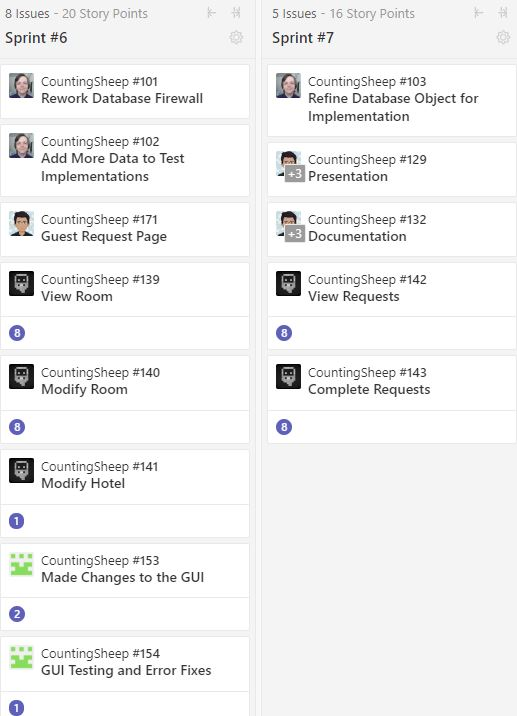 8 Issues - 20 Story Points
Sprint #6
CountingSheep #101
Rework Database Firewall
CountingSheep #102
Add More Data to Test
Implementations
CountingSheep #171
Guest Request Page
CountingSheep #139
View Room
8
CountingSheep #140
Modify Room
8
CountingSheep #141
Modify Hotel
1
CountingSheep #153
Made Changes to the GUI
2
CountingSheep #154
GUI Testing and Error Fixes
1
5 Issues - 16 Story Points
Sprint #7
CountingSheep #103
Refine Database Object for
Implementation
CountingSheep #129
+3 Presentation
CountingSheep #132
+3 Documentation
CountingSheep #142
View Requests
8
CountingSheep #143
Complete Requests
8